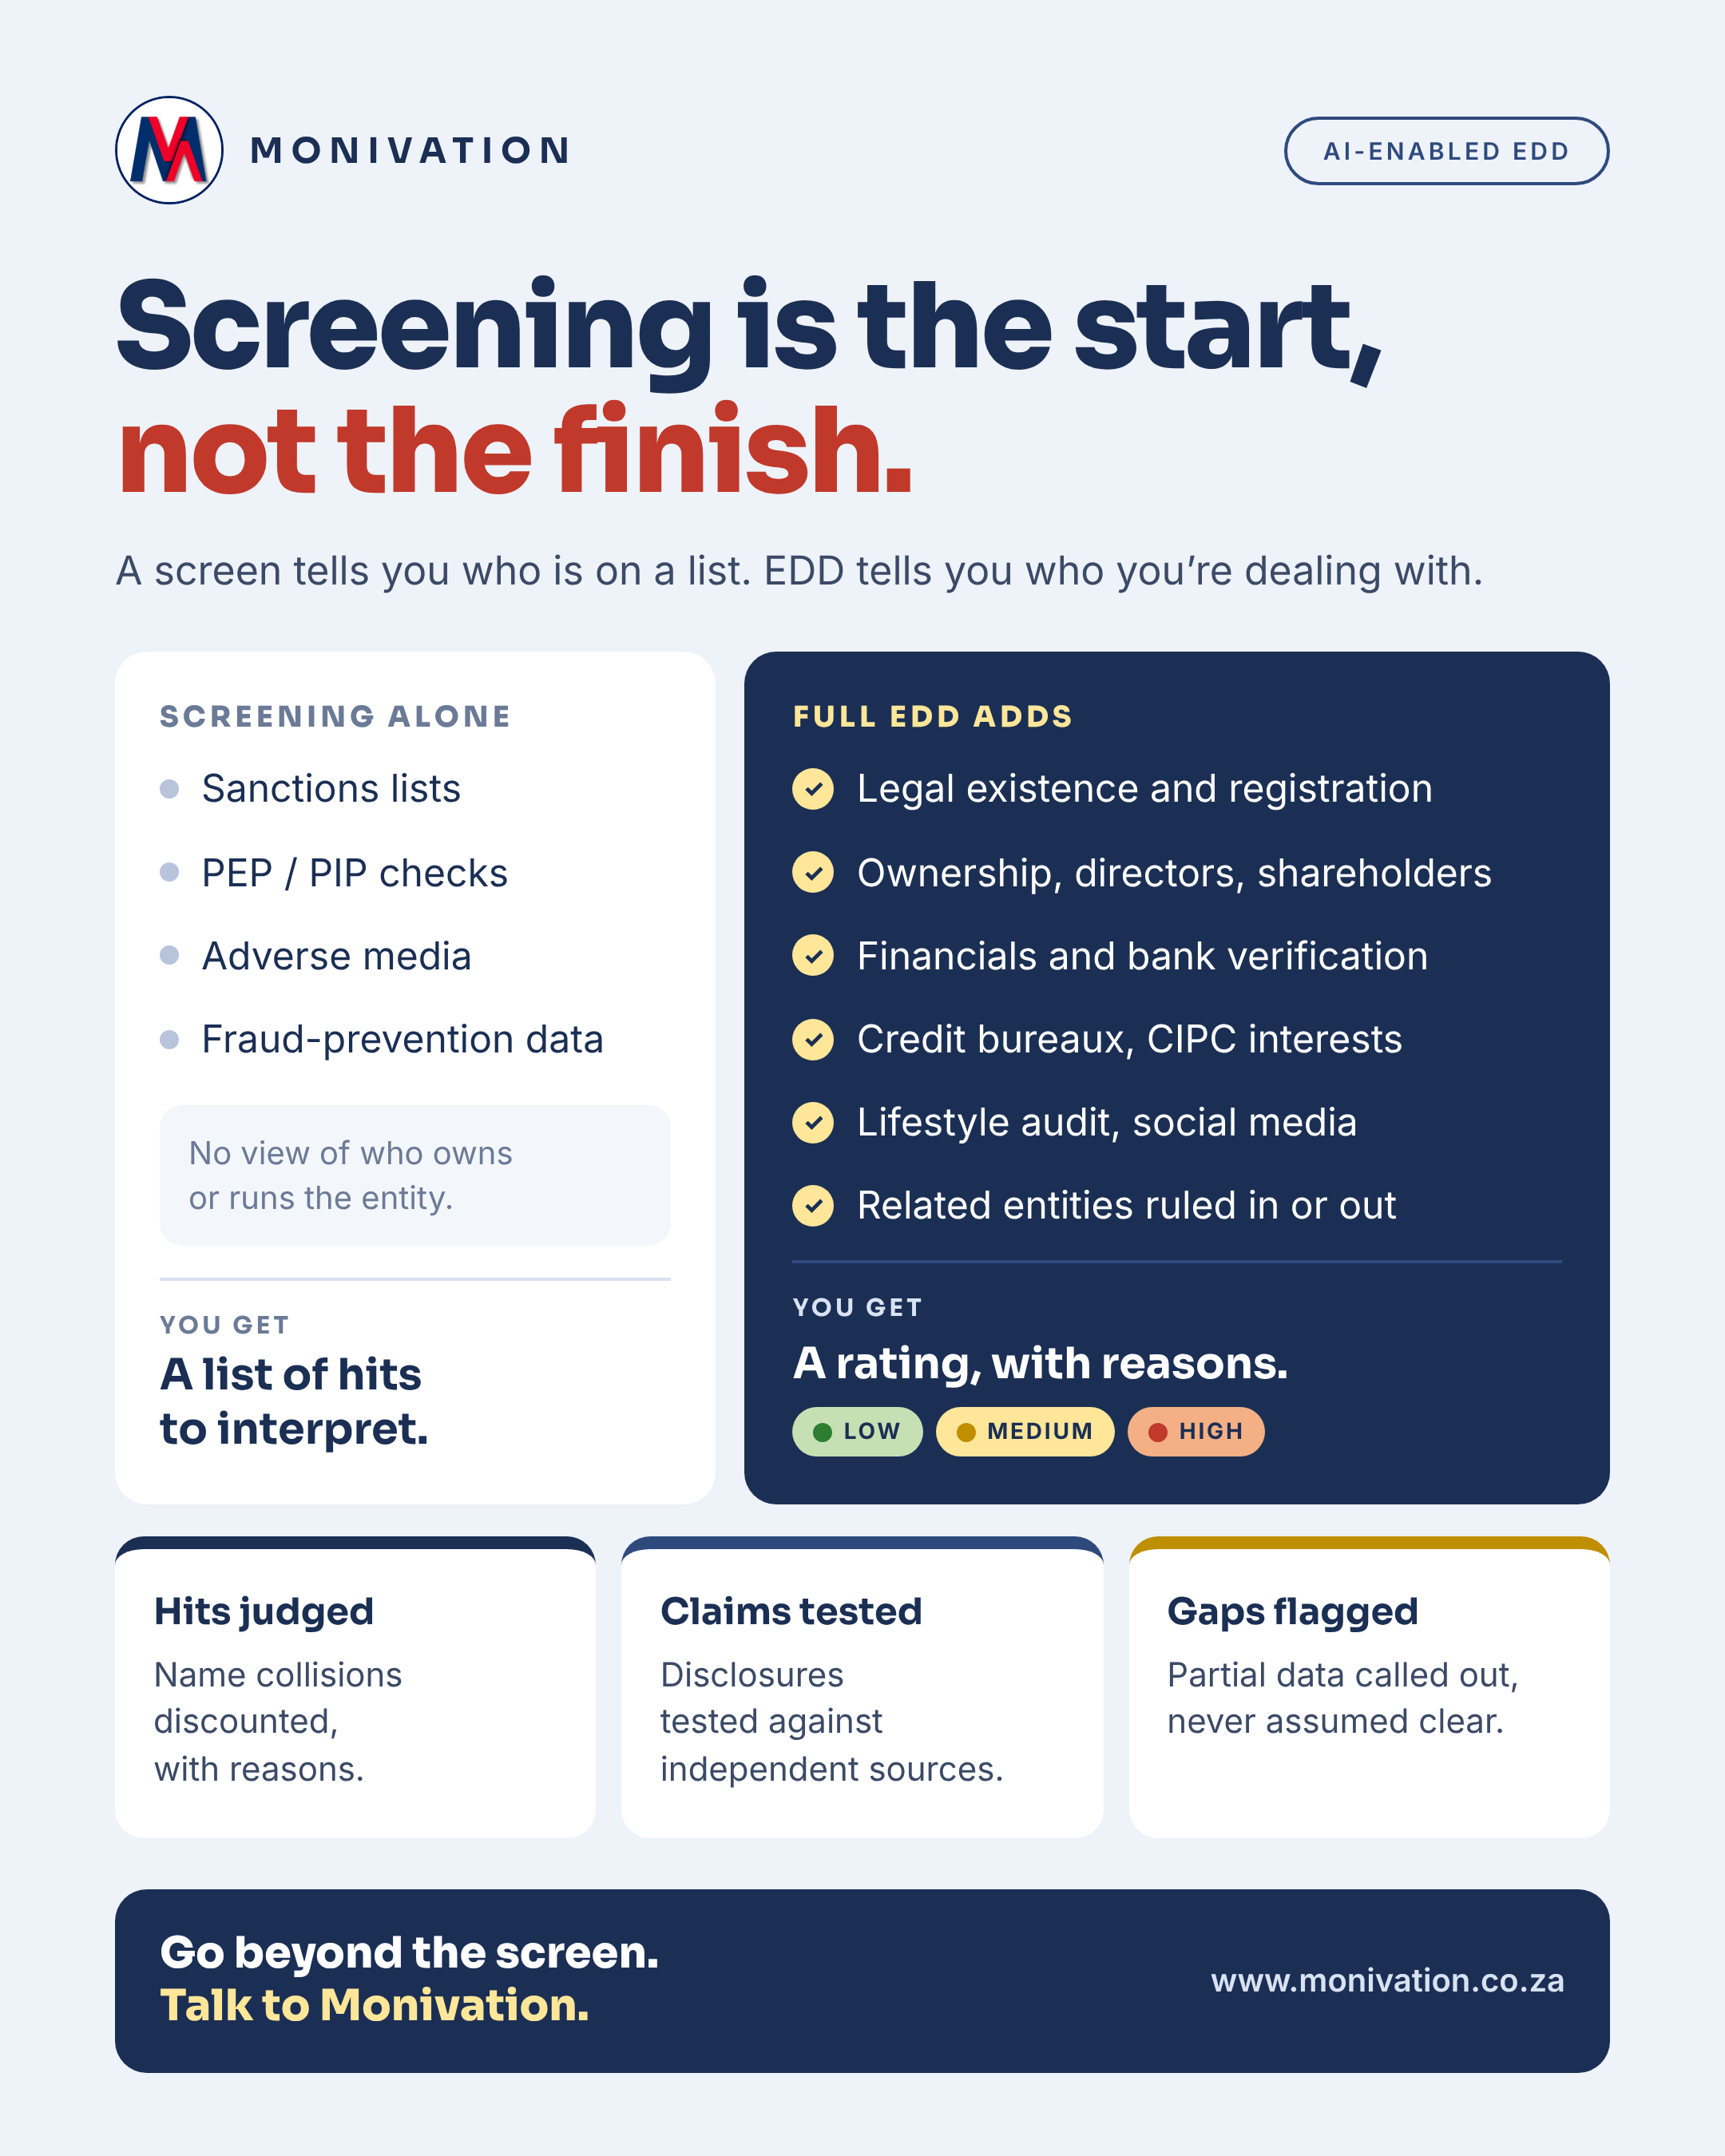 MONIVATION
AI-ENABLED EDD
Screening is the start,
not the finish.
A screen tells you who is on a list. EDD tells you who you’re dealing with.
SCREENING ALONE
Sanctions lists
PEP / PIP checks
Adverse media
Fraud-prevention data
No view of who owns
or runs the entity.
YOU GET
A list of hits
to interpret.
FULL EDD ADDS
Legal existence and registration
Ownership, directors, shareholders
Financials and bank verification
Credit bureaux, CIPC interests
Lifestyle audit, social media
Related entities ruled in or out
YOU GET
A rating, with reasons.
LOW
MEDIUM
HIGH
Hits judged
Name collisions
discounted,
with reasons.
Claims tested
Disclosures
tested against
independent sources.
Gaps flagged
Partial data called out,
never assumed clear.
Go beyond the screen.
Talk to Monivation.
www.monivation.co.za